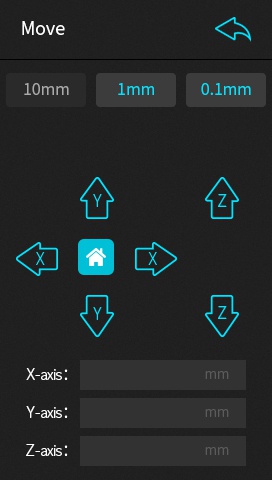 Move
10mm 1mm 0.1mm
Y Z
X X
Y Z
X-axis: mm
Y-axis: mm
Z-axis: mm